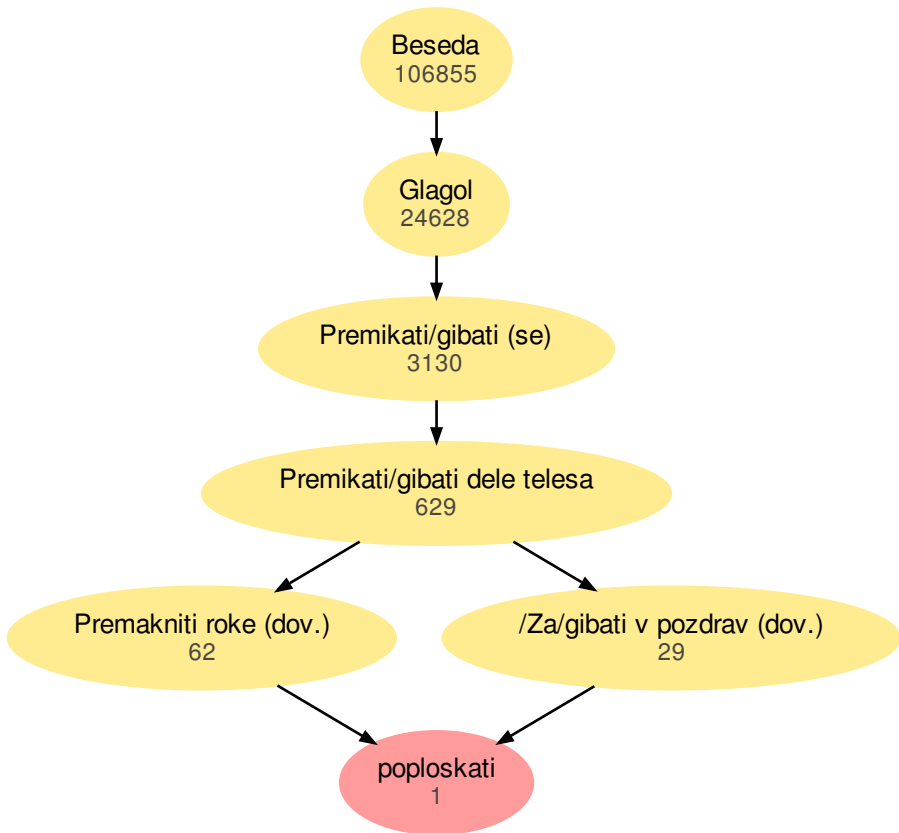 Beseda
106855
Glagol
24628
Premikati/gibati (se)
3130
Premikati/gibati dele telesa
629
Premakniti roke (dov.)
62
/Za/gibati v pozdrav (dov.)
29
poploskati
1